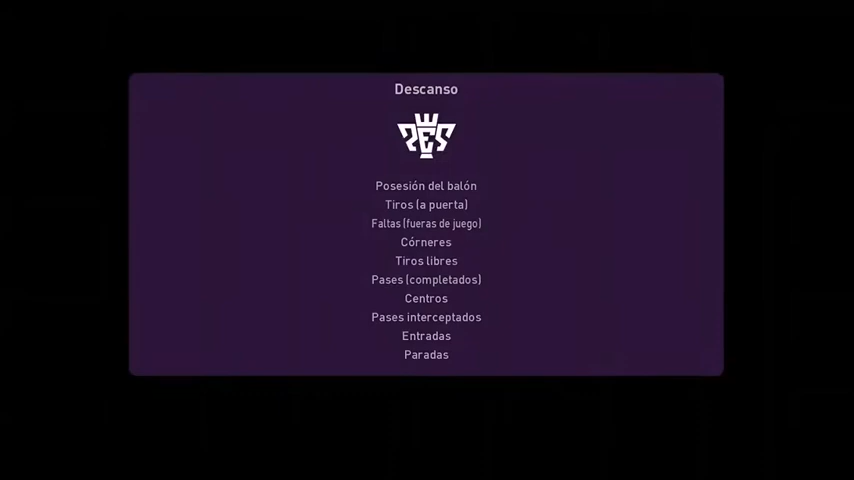 Descanso
PES
Posesión del balón
Tiros (a puerta)
Faltas (fueras de juego)
Córneres
Tiros libres
Pases (completados)
Centros
Pases interceptados
Entradas
Paradas